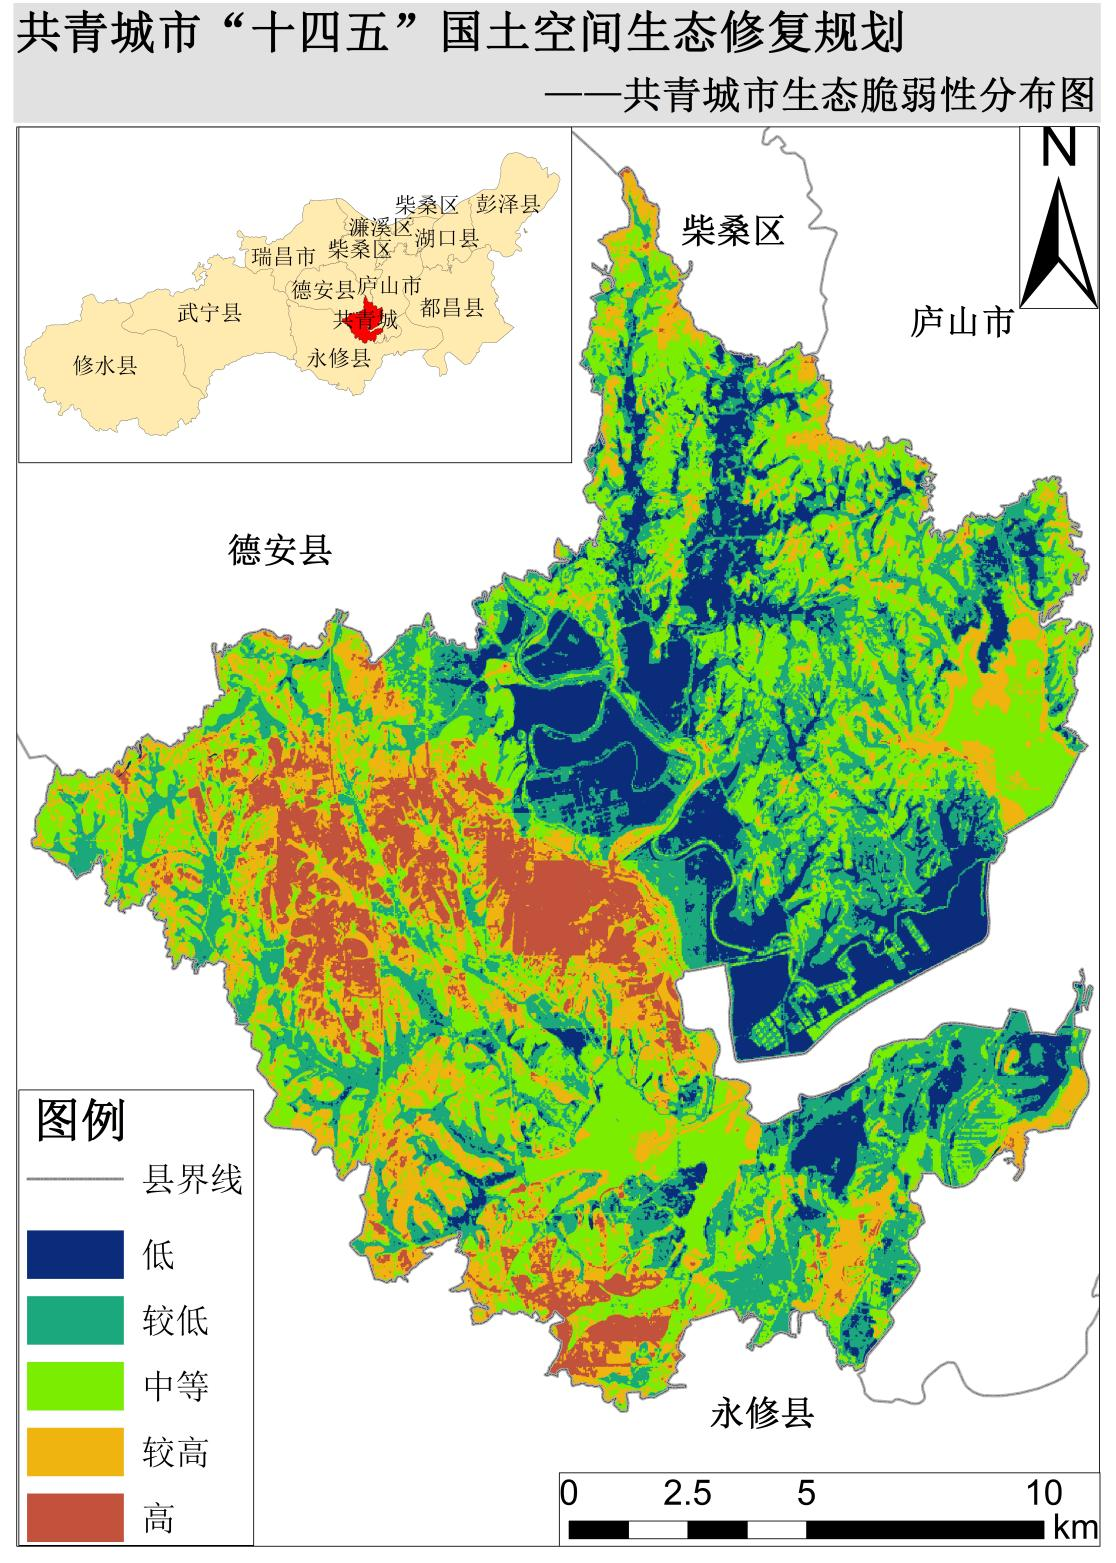 共青城市“十四五”国土空间生态修复规划
——共青城市生态脆弱性分布图
N
柴桑区
彭泽县
濂溪区
湖口县
柴桑区
瑞昌市
德安县
庐山市
武宁县
共青城
都昌县
永修县
修水县
柴桑区
庐山市
德安县
永修县
图例
县界线
低
较低
中等
较高
高
0 2.5 5 10
km